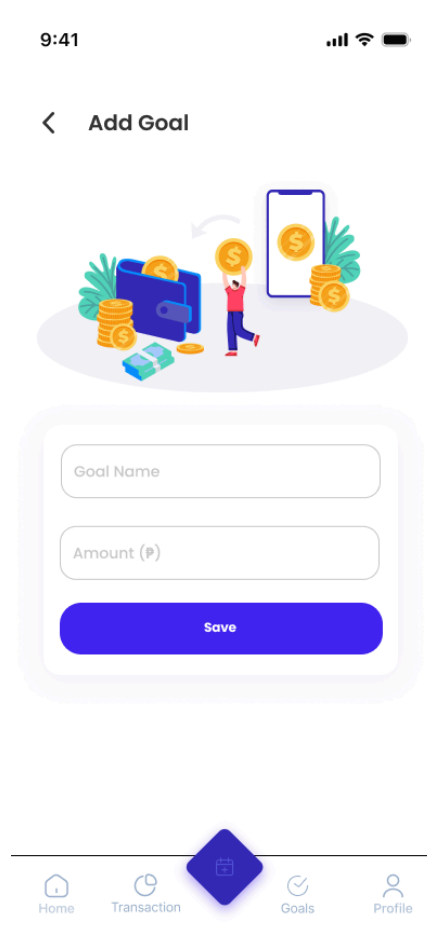 9:41
Add Goal
Goal Name
Amount (₱)
Save
Home
Transaction
Goals
Profile